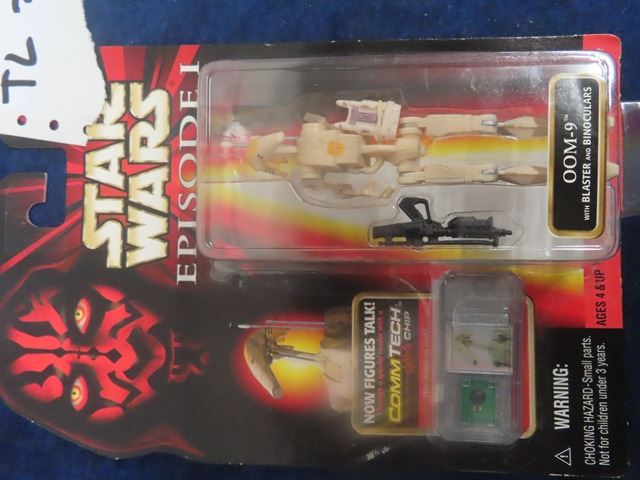 TL
STAR
WARS
EPISODE I
OOM-9™
WITH BLASTER AND BINOCULARS
AGES 4 & UP
NOW FIGURES TALK!
COMMTECH
CHIP
WARNING:
CHOKING HAZARD-Small parts.
Not for children under 3 years.